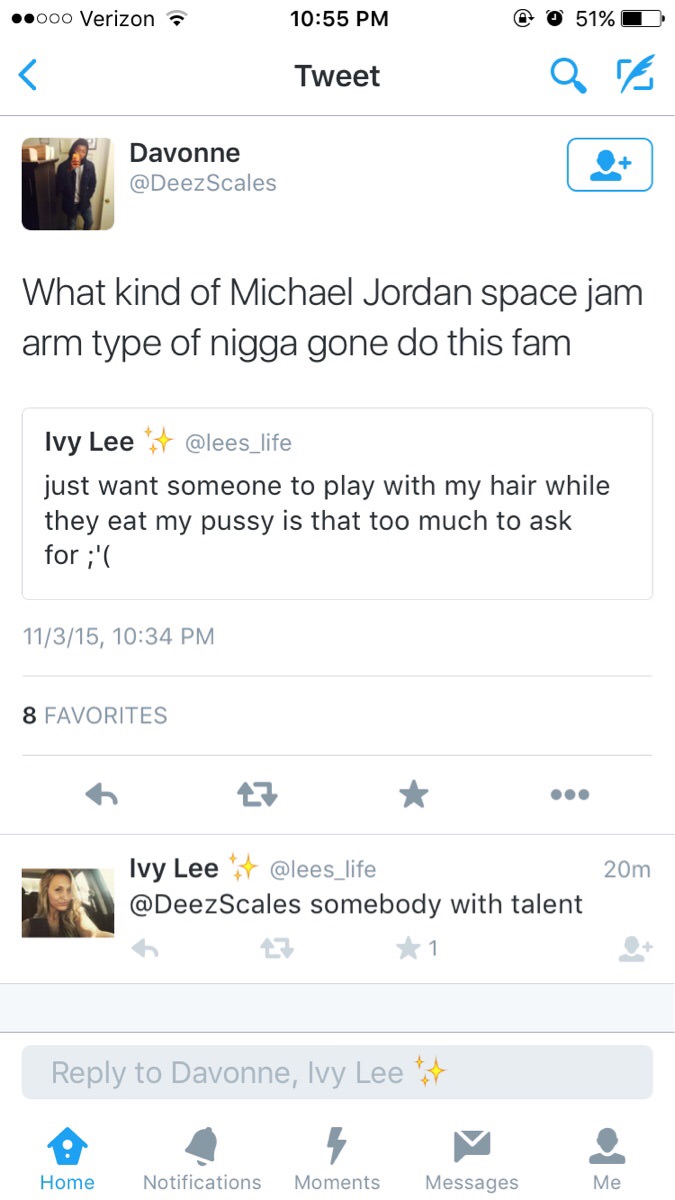 Verizon 10:55 PM 51%
Tweet
Davonne
@DeezScales
What kind of Michael Jordan space jam
arm type of nigga gone do this fam
Ivy Lee ✨ @lees_life
just want someone to play with my hair while
they eat my pussy is that too much to ask
for ;'(
11/3/15, 10:34 PM
8 FAVORITES
Ivy Lee ✨ @lees_life 20m
@DeezScales somebody with talent
1
Reply to Davonne, Ivy Lee ✨
Home Notifications Moments Messages Me